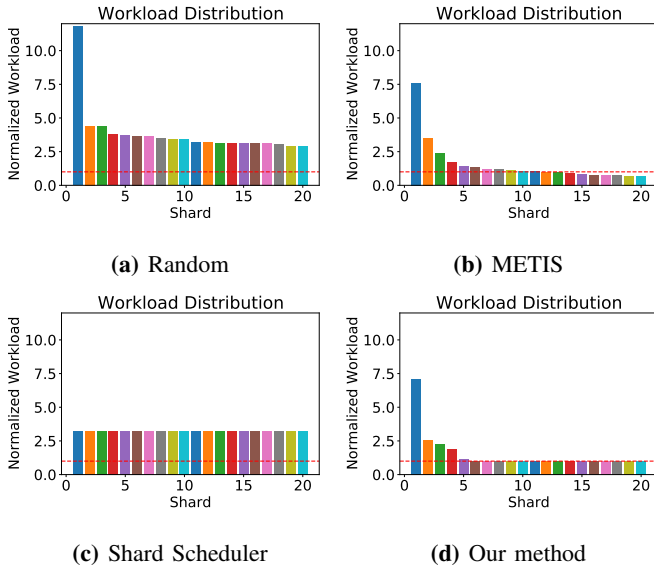 Workload Distribution
Normalized Workload
10.0
7.5
5.0
2.5
0.0
0 5 10 15 20
Shard
(a) Random
Workload Distribution
Normalized Workload
10.0
7.5
5.0
2.5
0.0
0 5 10 15 20
Shard
(b) METIS
Workload Distribution
Normalized Workload
10.0
7.5
5.0
2.5
0.0
0 5 10 15 20
Shard
(c) Shard Scheduler
Workload Distribution
Normalized Workload
10.0
7.5
5.0
2.5
0.0
0 5 10 15 20
Shard
(d) Our method